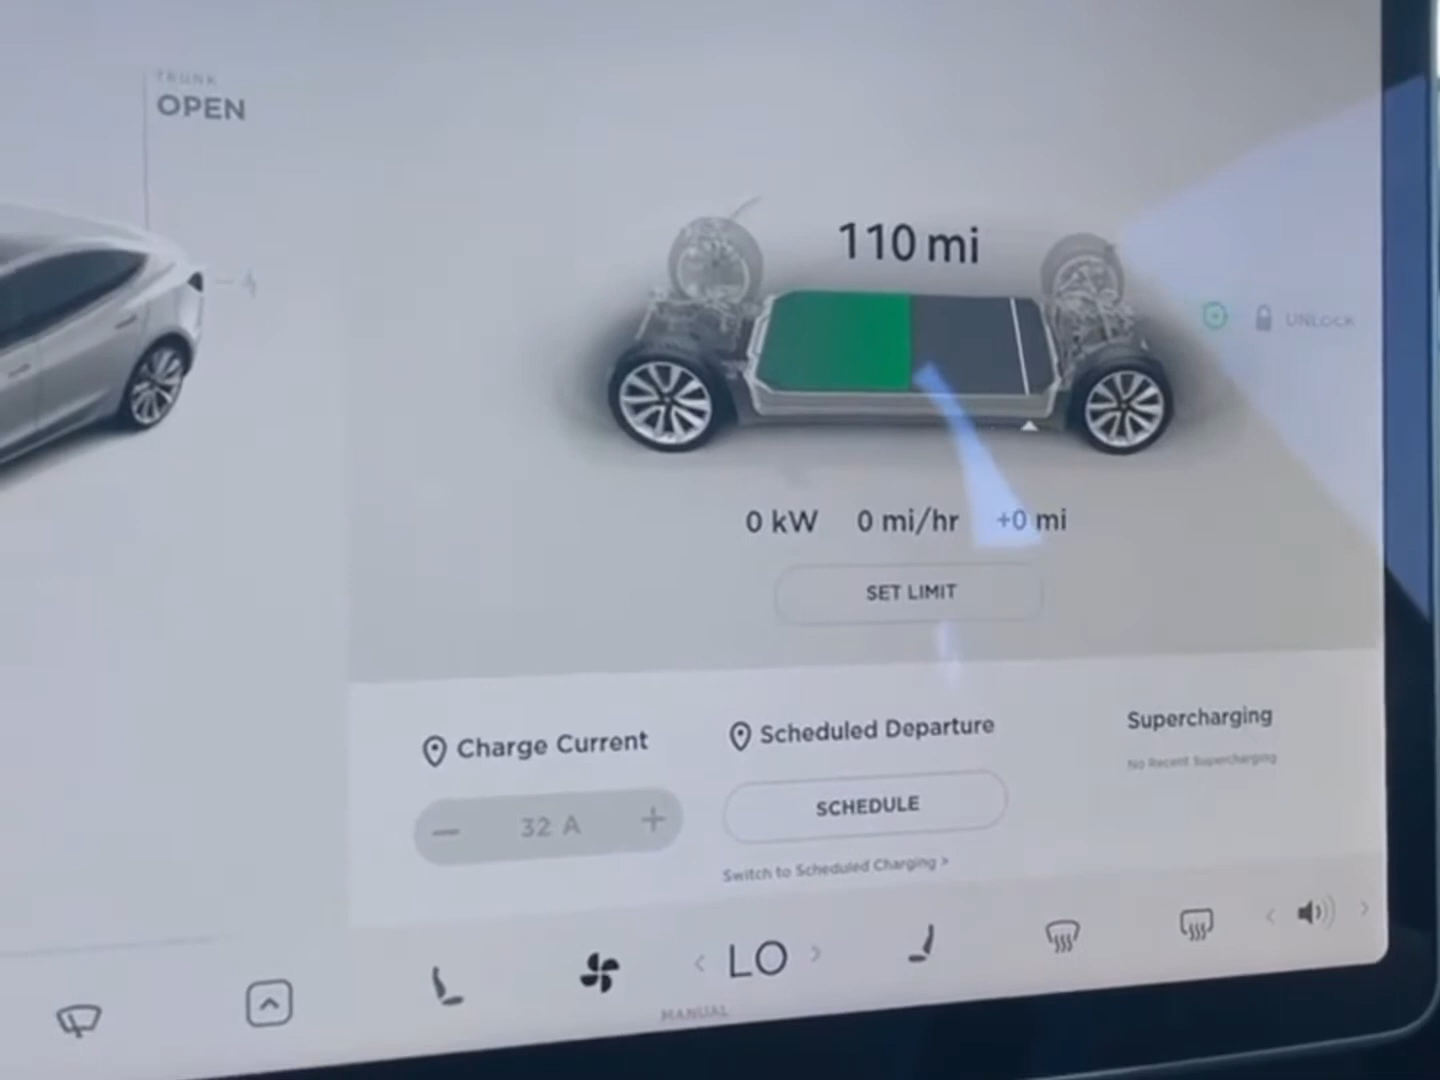 TRUNK
OPEN
110 mi
UNLOCK
0 kW 0 mi/hr +0 mi
SET LIMIT
Charge Current
Scheduled Departure
Supercharging
No Recent Supercharging
− 32 A +
SCHEDULE
Switch to Scheduled Charging >
< LO >
MANUAL